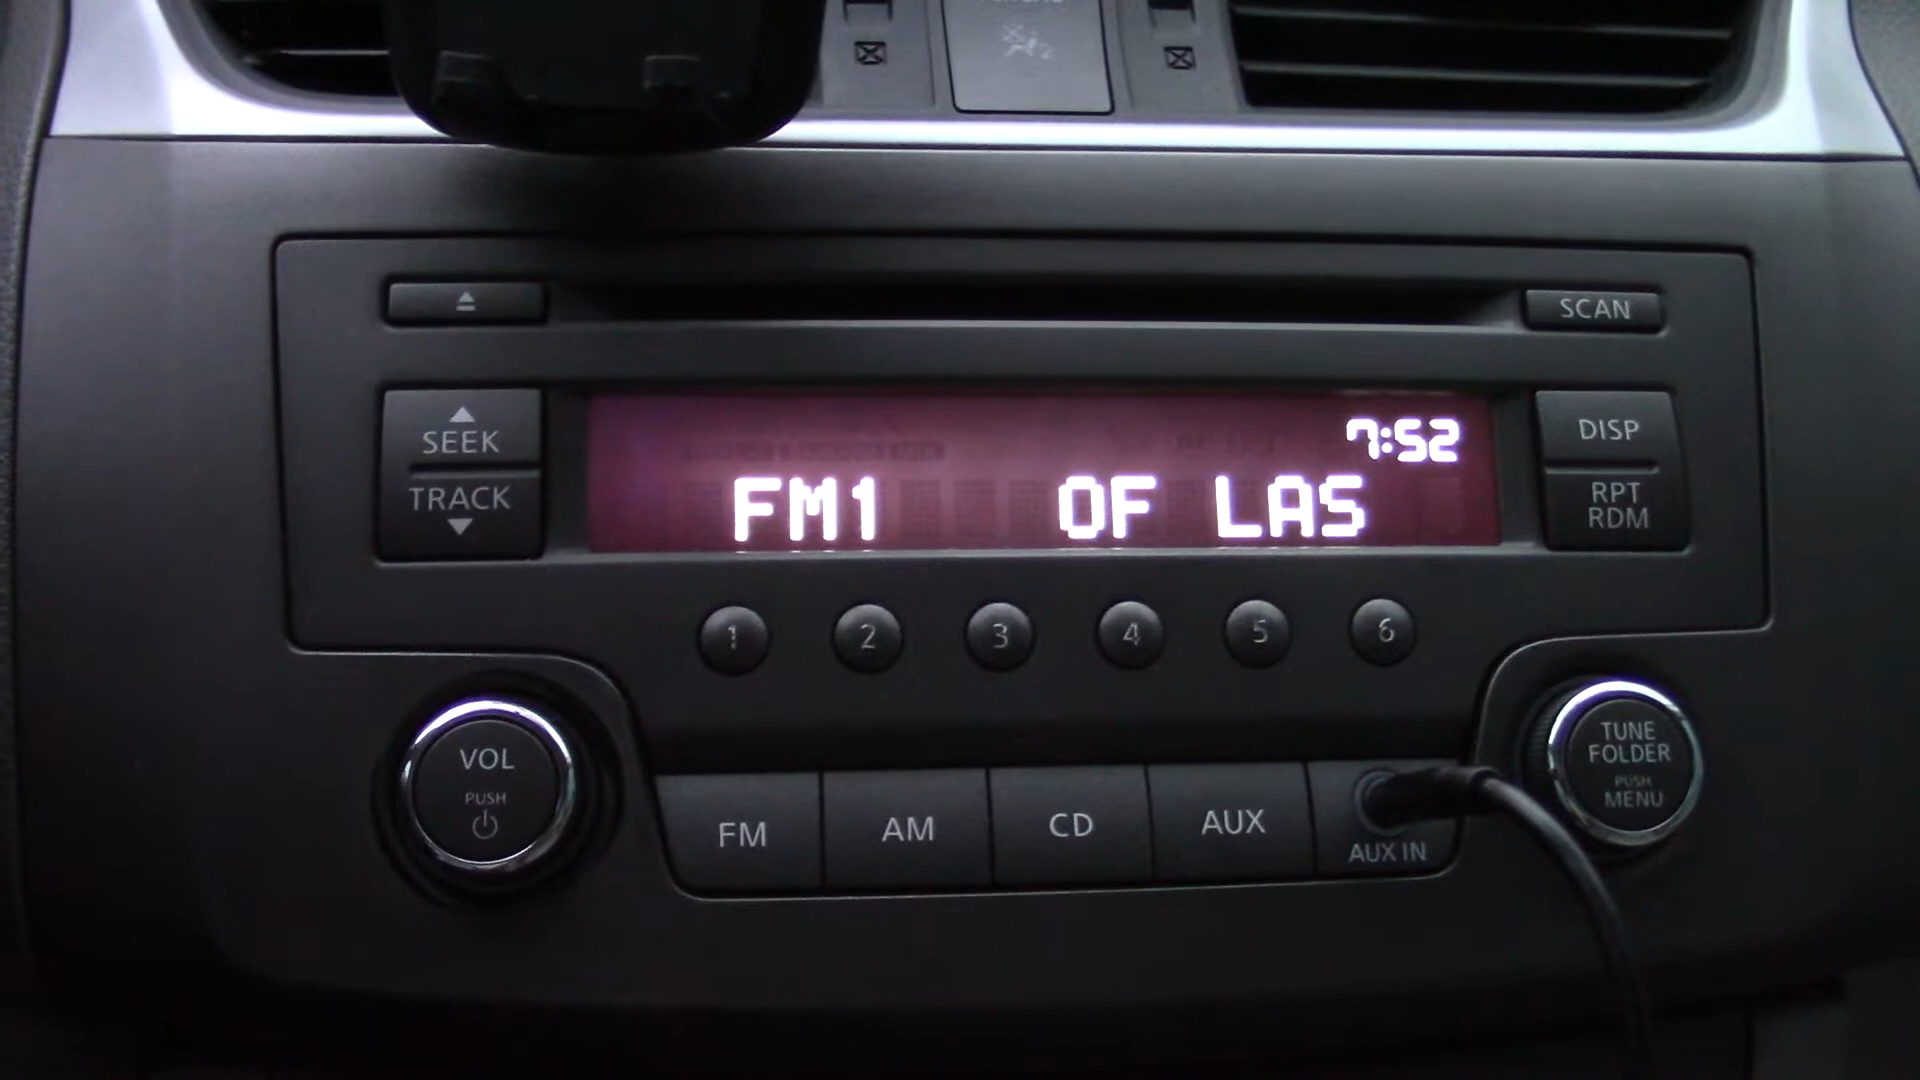 SCAN
SEEK
TRACK
7:52
FM1 OF LAS
DISP
RPT
RDM
1 2 3 4 5 6
VOL
PUSH
FM AM CD AUX
AUX IN
TUNE
FOLDER
PUSH
MENU